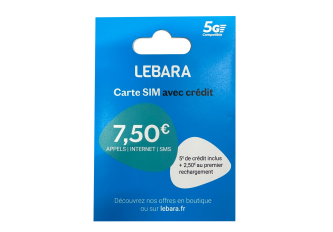 5G
Compatible
LEBARA
Carte SIM avec crédit
7,50€
APPELS | INTERNET | SMS
5€ de crédit inclus
+ 2,50€ au premier
rechargement
Découvrez nos offres en boutique
ou sur lebara.fr